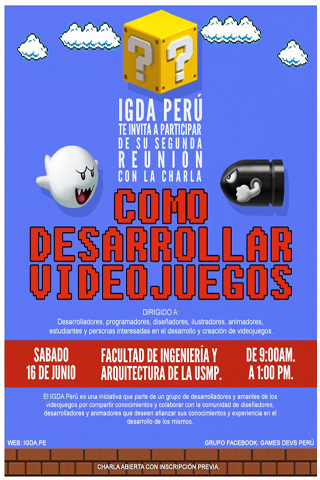 ? ?
IGDA PERÚ
TE INVITA A PARTICIPAR
DE SU SEGUNDA
REUNION
CON LA CHARLA
COMO
DESARROLLAR
VIDEOJUEGOS
DIRIGIDO A:
Desarrolladores, programadores, diseñadores, ilustradores, animadores,
estudiantes y personas interesadas en el desarrollo y creación de videojuegos.
SABADO
16 DE JUNIO
FACULTAD DE INGENIERÍA Y
ARQUITECTURA DE LA USMP.
DE 9:00AM.
A 1:00 PM.
El IGDA Perú es una iniciativa que parte de un grupo de desarrolladores y amantes de los
videojuegos por compartir conocimientos y colaborar con la comunidad de diseñadores,
desarrolladores y animadores que deseen afianzar sus conocimientos y experiencia en el
desarrollo de los mismos.
WEB: IGDA.PE
GRUPO FACEBOOK: GAMES DEVS PERÚ
CHARLA ABIERTA CON INSCRIPCIÓN PREVIA.